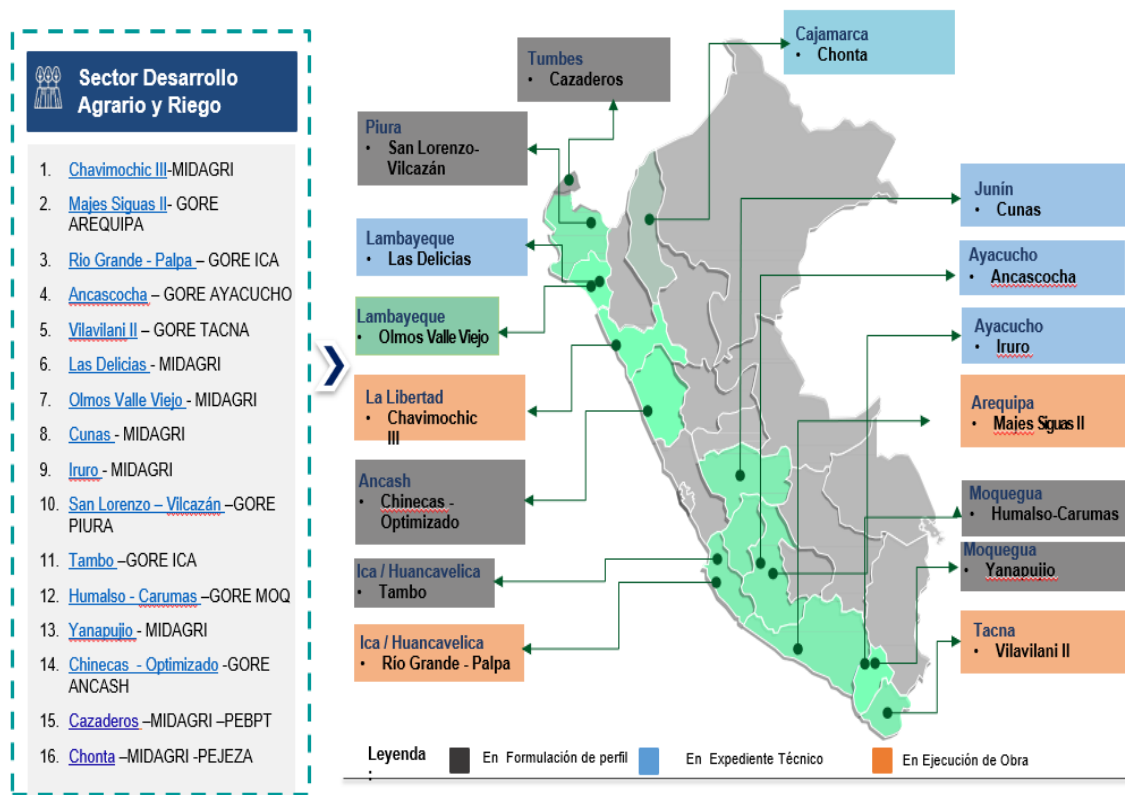 Sector Desarrollo
Agrario y Riego
1. Chavimochic III-MIDAGRI
2. Majes Siguas II- GORE
AREQUIPA
3. Rio Grande - Palpa – GORE ICA
4. Ancascocha – GORE AYACUCHO
5. Vilavilani II – GORE TACNA
6. Las Delicias - MIDAGRI
7. Olmos Valle Viejo - MIDAGRI
8. Cunas - MIDAGRI
9. Iruro - MIDAGRI
10. San Lorenzo – Vilcazán –GORE
PIURA
11. Tambo –GORE ICA
12. Humalso - Carumas –GORE MOQ
13. Yanapujio - MIDAGRI
14. Chinecas - Optimizado -GORE
ANCASH
15. Cazaderos –MIDAGRI –PEBPT
16. Chonta –MIDAGRI -PEJEZA
Tumbes
• Cazaderos
Piura
• San Lorenzo-
Vilcazán
Lambayeque
• Las Delicias
Lambayeque
• Olmos Valle Viejo
La Libertad
• Chavimochic
III
Ancash
• Chinecas -
Optimizado
Ica / Huancavelica
• Tambo
Ica / Huancavelica
• Río Grande - Palpa
Cajamarca
• Chonta
Junín
• Cunas
Ayacucho
• Ancascocha
Ayacucho
• Iruro
Arequipa
• Majes Siguas II
Moquegua
• Humalso-Carumas
Moquegua
• Yanapujio
Tacna
• Vilavilani II
Leyenda
:
En Formulación de perfil
En Expediente Técnico
En Ejecución de Obra